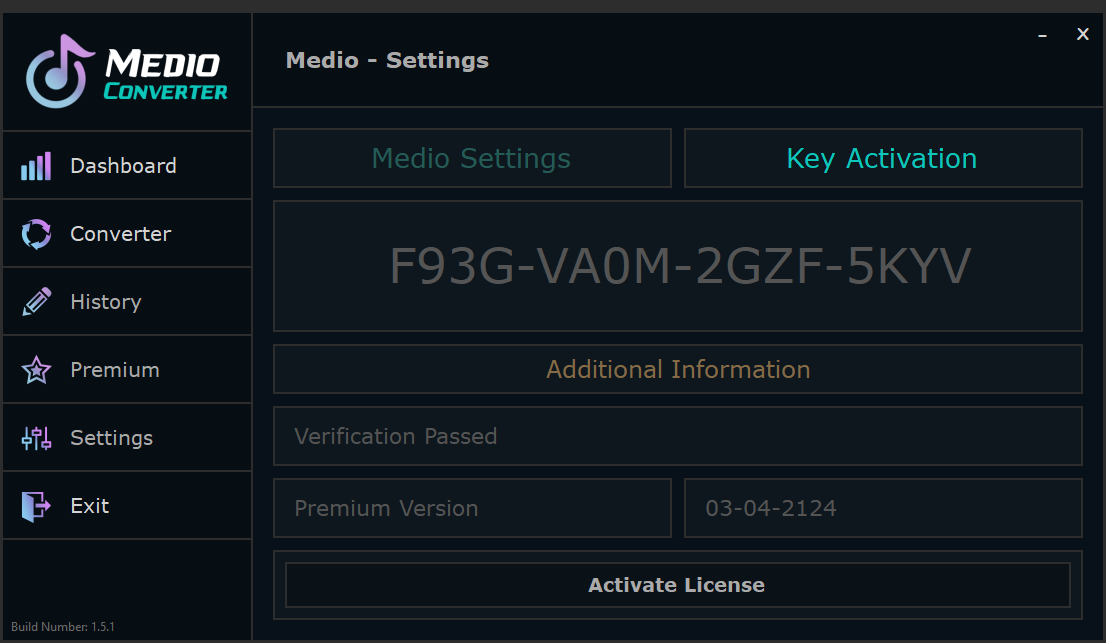 MEDIO
CONVERTER
Medio - Settings
– X
Dashboard
Converter
History
Premium
Settings
Exit
Build Number: 1.5.1
Medio Settings
Key Activation
F93G-VA0M-2GZF-5KYV
Additional Information
Verification Passed
Premium Version
03-04-2124
Activate License